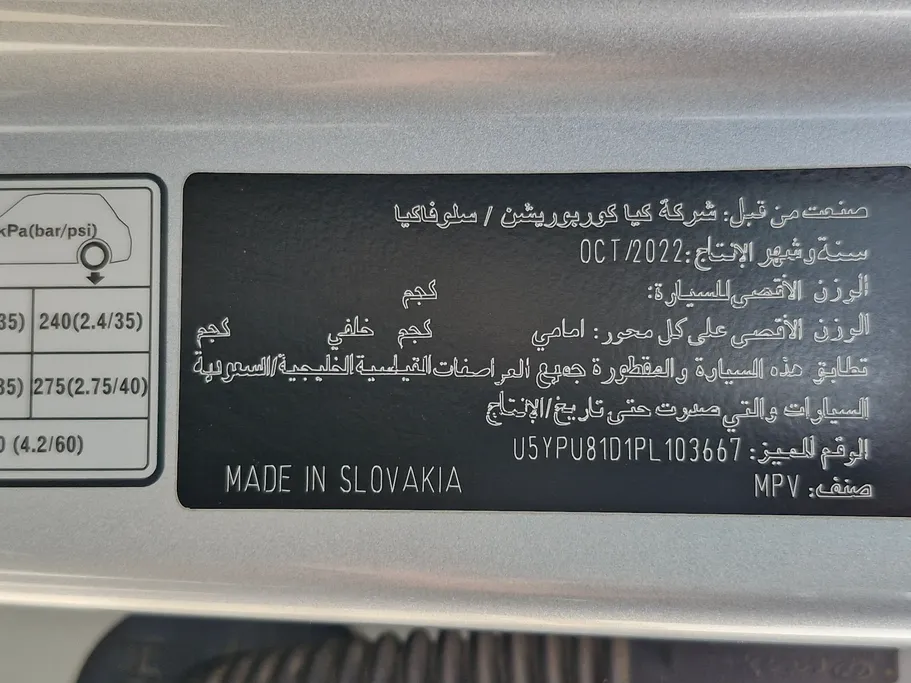 kPa(bar/psi)
35) 240(2.4/35)
35) 275(2.75/40)
0 (4.2/60)
صنعت من قبل: شركة كيا كوربوريشن / سلوفاكيا
سنة وشهر الإنتاج: OCT/2022
الوزن الأقصى للسيارة: كجم
الوزن الأقصى على كل محور: امامي كجم خلفي كجم
تطابق هذه السيارة والمقطورة جميع المواصفات القياسية الخليجية/السعودية
السيارات والتي صدرت حتى تاريخ/الإنتاج
الرقم المميز: U5YPU81D1PL103667
صنف: MPV
MADE IN SLOVAKIA